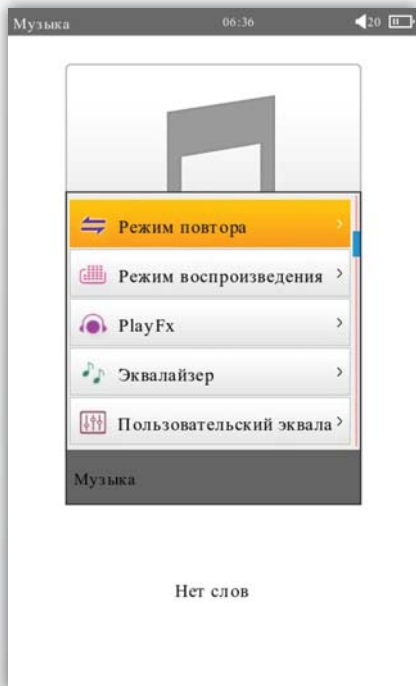 Музыка 06:36 20
Режим повтора
Режим воспроизведения
PlayFx
Эквалайзер
Пользовательский эквала
Музыка
Нет слов